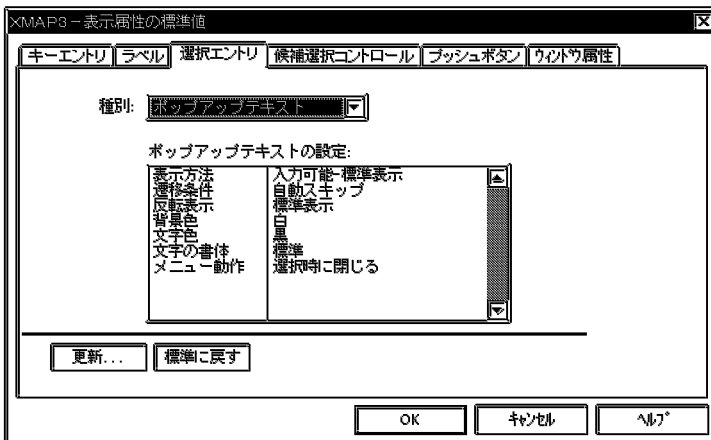 XMAP3－表示属性の標準値
キーエントリ ラベル 選択エントリ 候補選択コントロール プッシュボタン ウィンドウ属性
種別: ポップアップテキスト
ポップアップテキストの設定:
表示方法 入力可能-標準表示
遷移条件 自動スキップ
反転表示 標準表示
背景色 白
文字色 黒
文字の書体 標準
メニュー動作 選択時に閉じる
更新... 標準に戻す
OK キャンセル ヘルプ